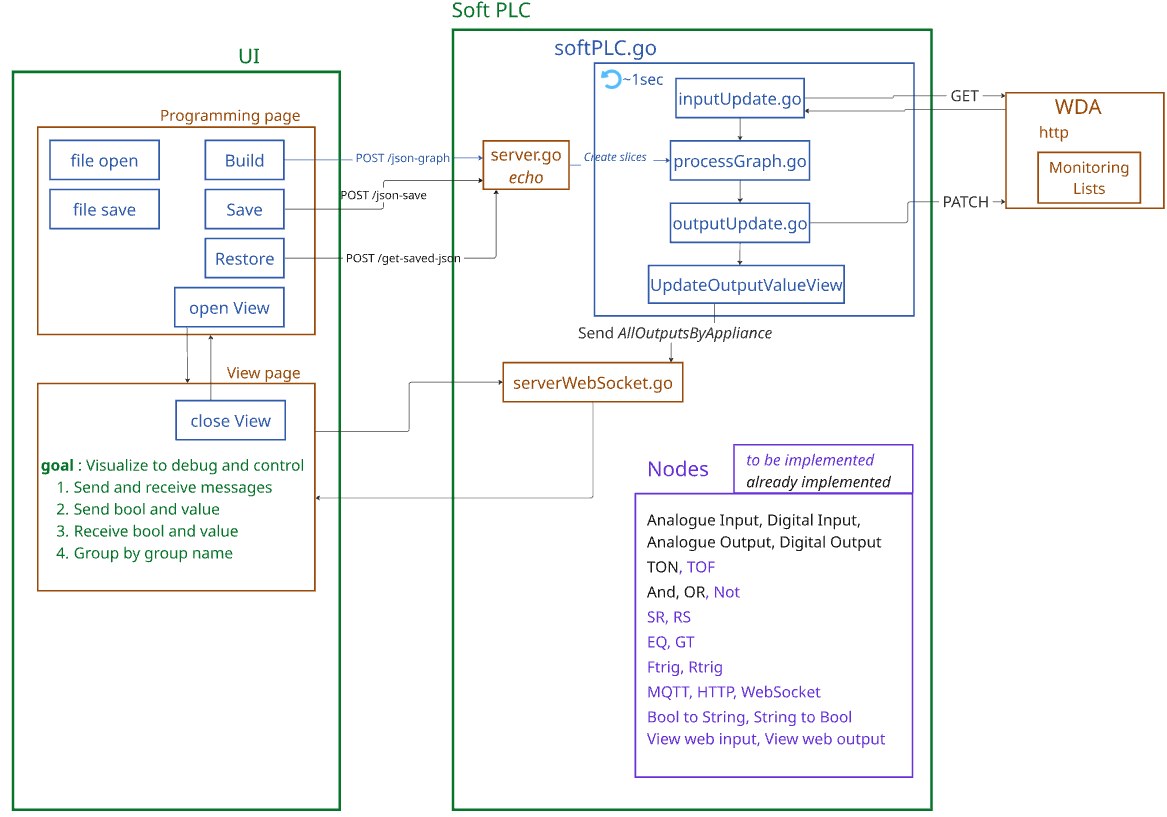 Soft PLC
UI
softPLC.go
~1sec
inputUpdate.go
GET
WDA
http
Monitoring
Lists
Programming page
file open
Build
POST /json-graph
server.go
echo
Create slices
processGraph.go
file save
Save
POST /json-save
PATCH
outputUpdate.go
Restore
POST /get-saved-json
UpdateOutputValueView
open View
Send AllOutputsByAppliance
View page
serverWebSocket.go
close View
goal : Visualize to debug and control
1. Send and receive messages
2. Send bool and value
3. Receive bool and value
4. Group by group name
Nodes
to be implemented
already implemented
Analogue Input, Digital Input,
Analogue Output, Digital Output
TON, TOF
And, OR, Not
SR, RS
EQ, GT
Ftrig, Rtrig
MQTT, HTTP, WebSocket
Bool to String, String to Bool
View web input, View web output